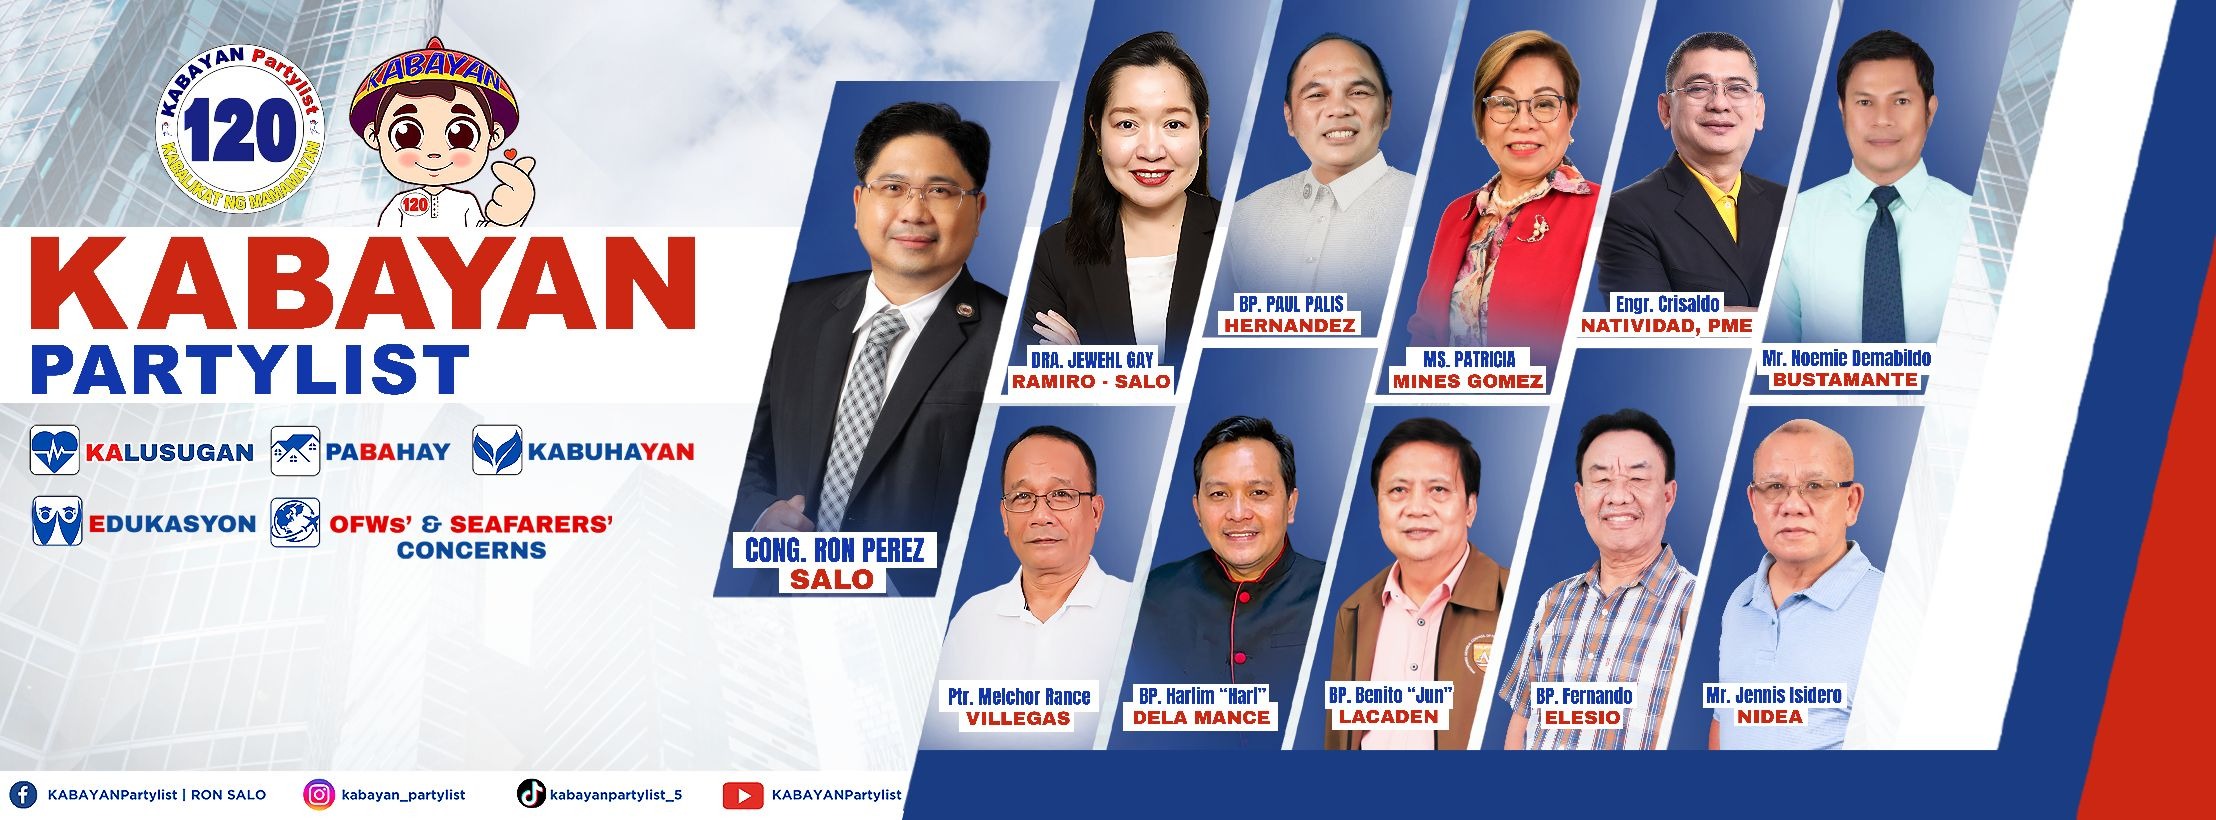 KABAYAN Partylist
120
KABALIKAT NG MAMAMAYAN
KABAYAN
120
KABAYAN
PARTYLIST
KALUSUGAN
PABAHAY
KABUHAYAN
EDUKASYON
OFWs' & SEAFARERS'
CONCERNS
CONG. RON PEREZ
SALO
DRA. JEWEHL GAY
RAMIRO - SALO
BP. PAUL PALIS
HERNANDEZ
MS. PATRICIA
MINES GOMEZ
Engr. Crisaldo
NATIVIDAD, PME
Mr. Noemie Demabildo
BUSTAMANTE
Ptr. Melchor Rance
VILLEGAS
BP. Harlim "Harl"
DELA MANCE
BP. Benito "Jun"
LACADEN
BP. Fernando
ELESIO
Mr. Jennis Isidero
NIDEA
KABAYANPartylist | RON SALO
kabayan_partylist
kabayanpartylist_5
KABAYANPartylist